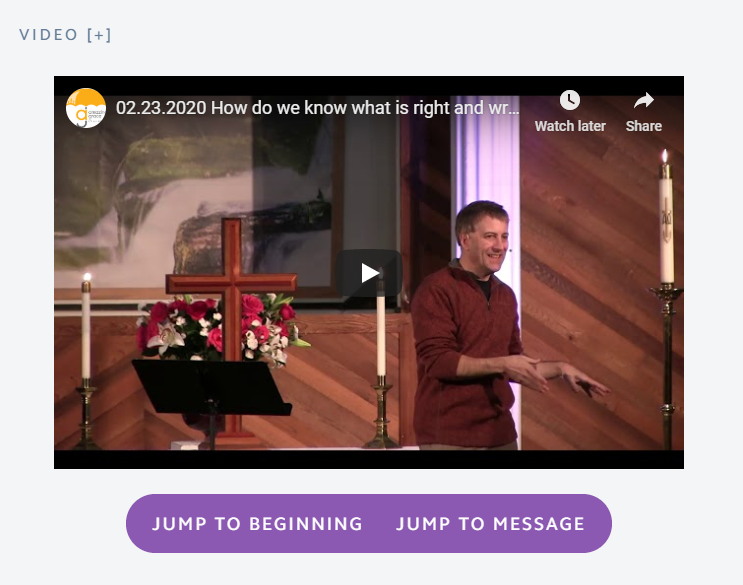 VIDEO [+]
02.23.2020 How do we know what is right and wr...
Watch later
Share
JUMP TO BEGINNING
JUMP TO MESSAGE